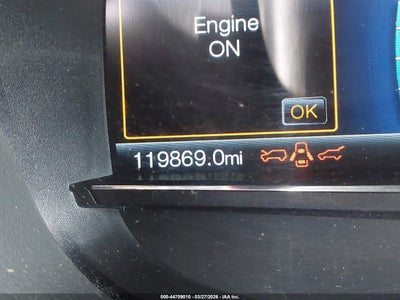 Engine
ON
OK
119869.0mi
000-44709010 | 03/27/2026 - IAA Inc.